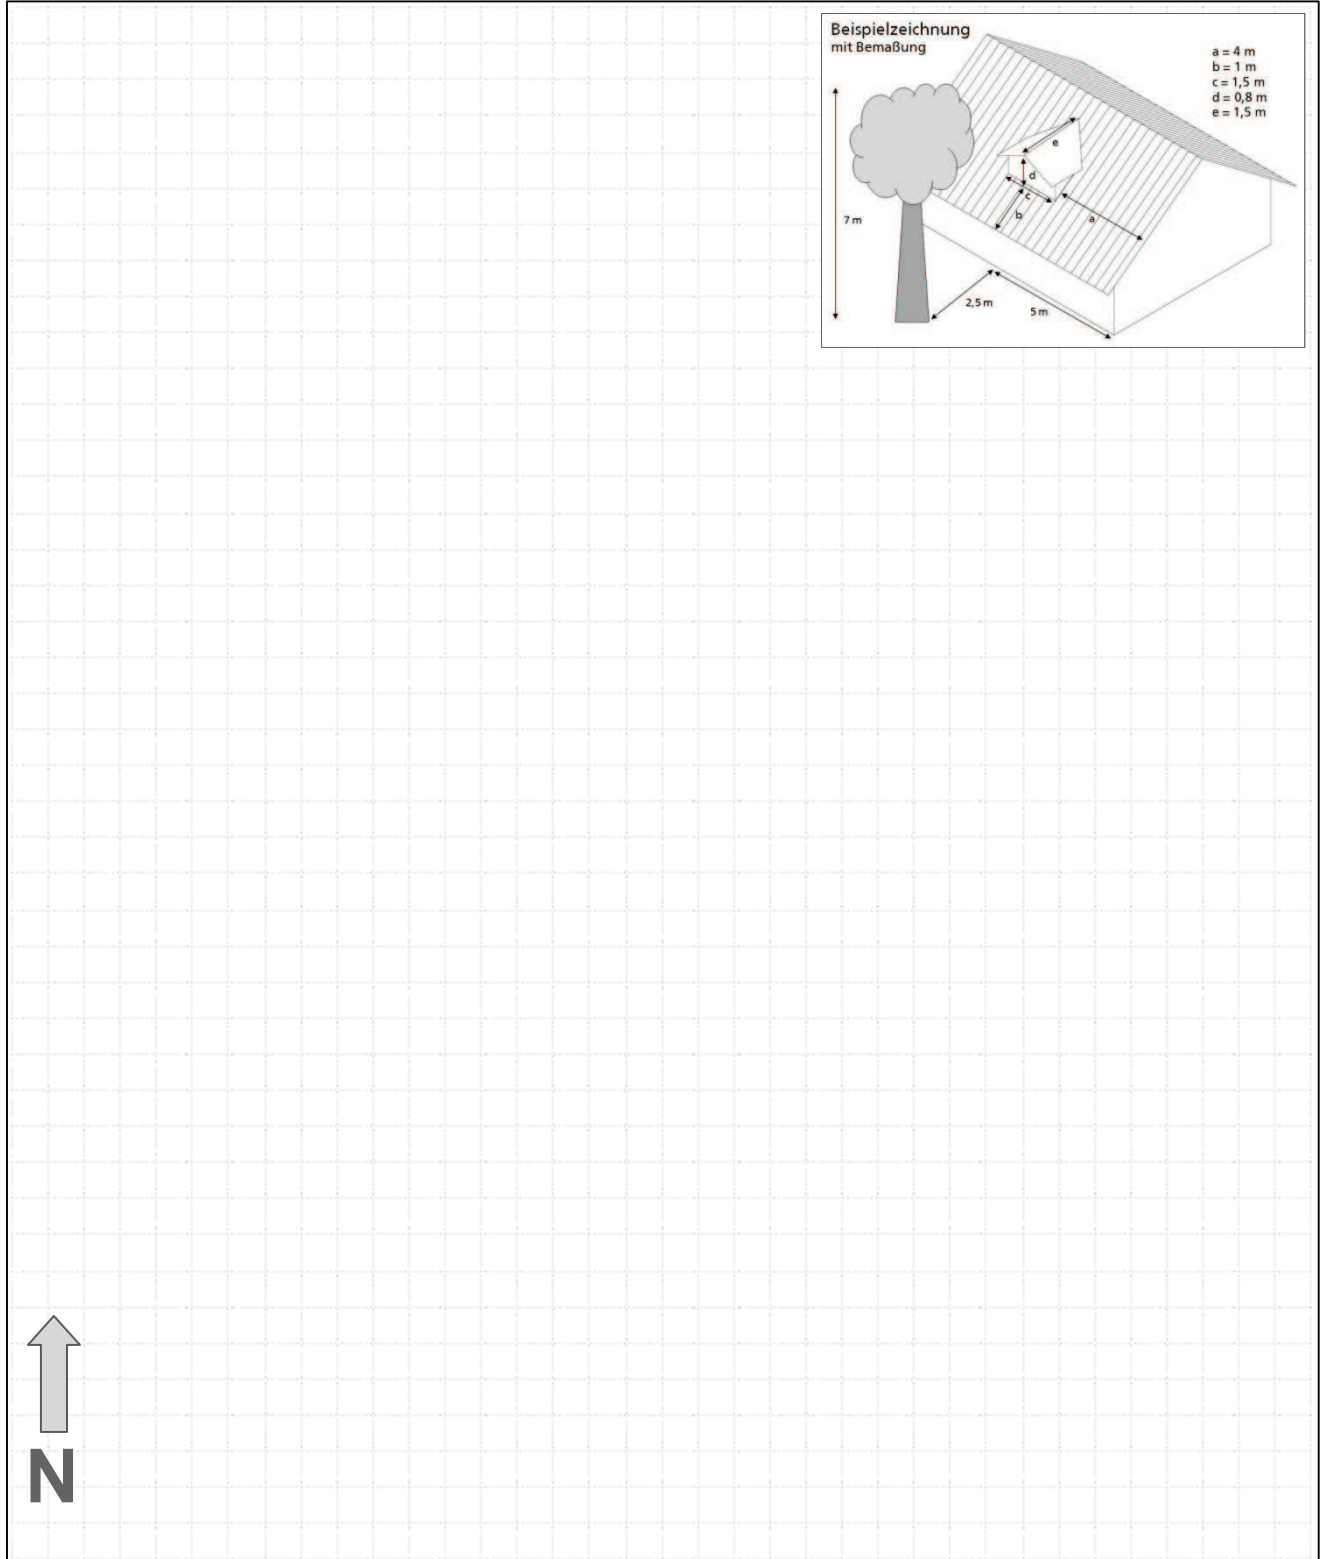 Beispielzeichnung
mit Bemaßung
a = 4 m
b = 1 m
c = 1,5 m
d = 0,8 m
e = 1,5 m
e
d
c
b
a
7 m
2,5 m
5 m
N